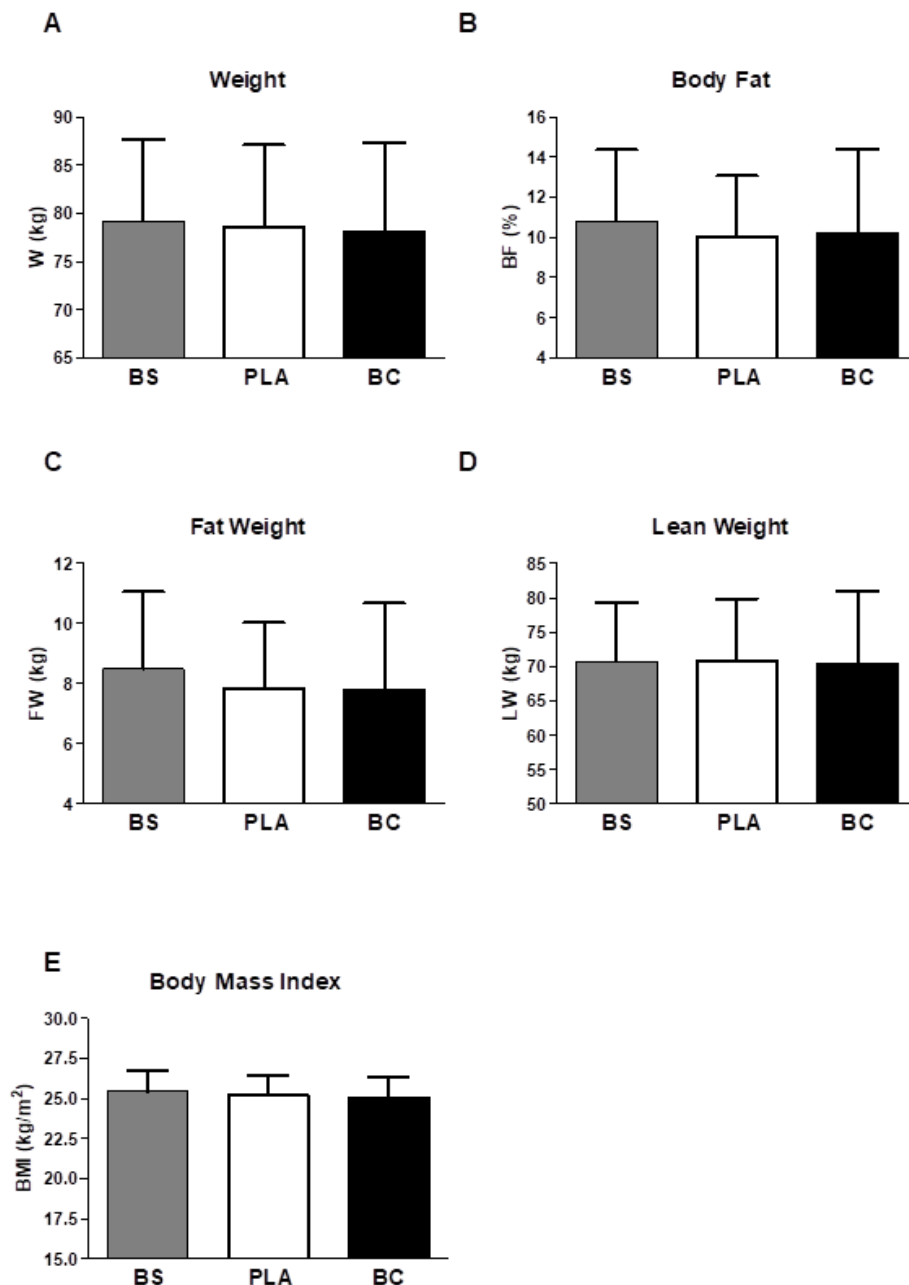 A
Weight
W (kg)
90
85
80
75
70
65
BS PLA BC
B
Body Fat
BF (%)
16
14
12
10
8
6
4
BS PLA BC
C
Fat Weight
FW (kg)
12
10
8
6
4
BS PLA BC
D
Lean Weight
LW (kg)
85
80
75
70
65
60
55
50
BS PLA BC
E
Body Mass Index
BMI (kg/m²)
30.0
27.5
25.0
22.5
20.0
17.5
15.0
BS PLA BC